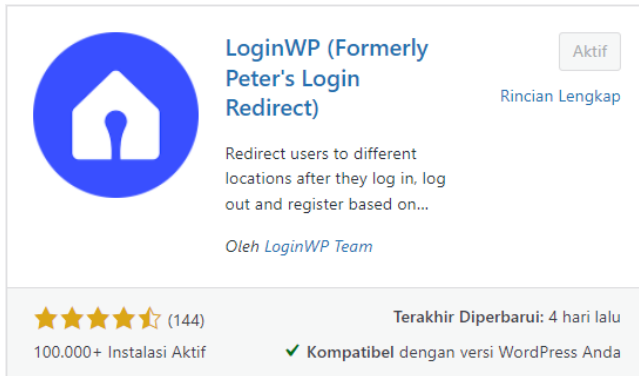 LoginWP (Formerly
Peter's Login
Redirect)
Aktif
Rincian Lengkap
Redirect users to different
locations after they log in, log
out and register based on...
Oleh LoginWP Team
(144)
Terakhir Diperbarui: 4 hari lalu
100.000+ Instalasi Aktif
Kompatibel dengan versi WordPress Anda